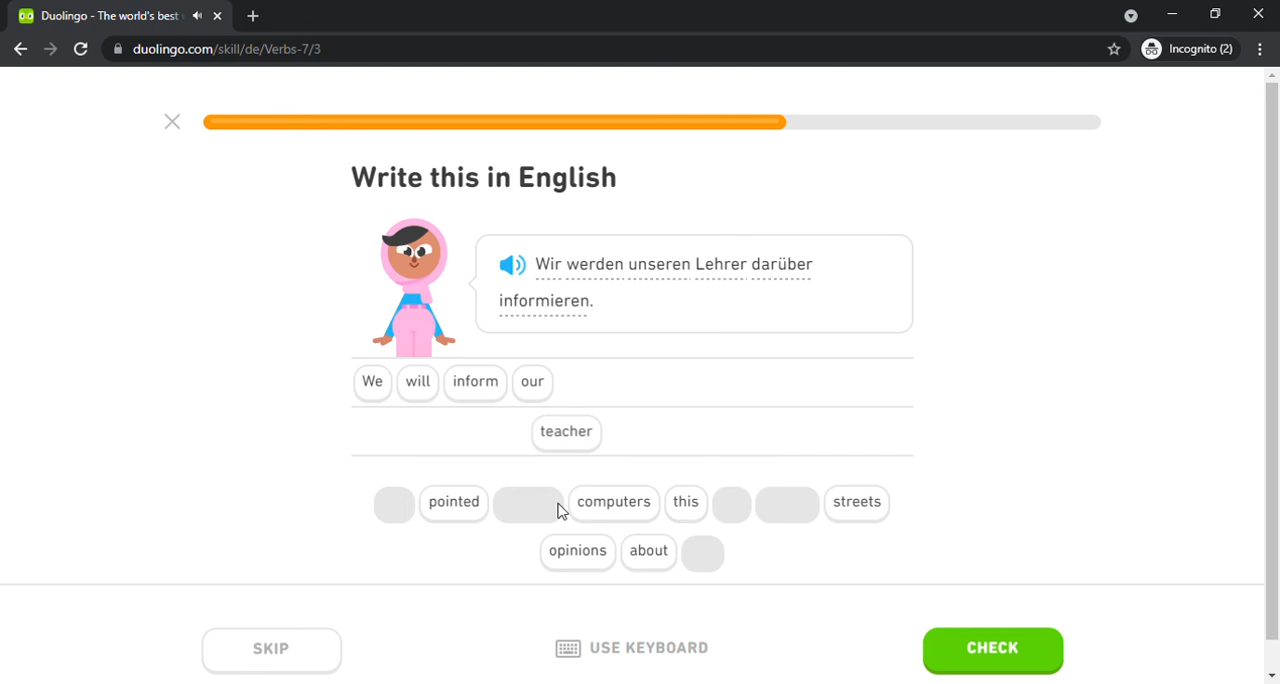 Duolingo - The world's best
duolingo.com/skill/de/Verbs-7/3
Incognito (2)
Write this in English
Wir werden unseren Lehrer darüber
informieren.
We will inform our
teacher
pointed computers this streets
opinions about
SKIP
USE KEYBOARD
CHECK